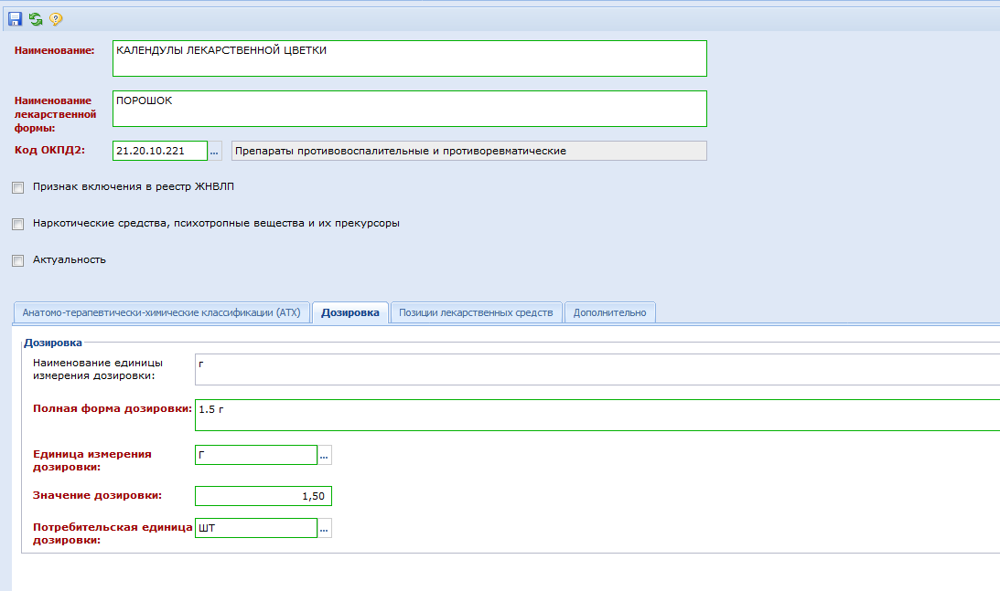 Наименование:
КАЛЕНДУЛЫ ЛЕКАРСТВЕННОЙ ЦВЕТКИ
Наименование
лекарственной
формы:
ПОРОШОК
Код ОКПД2:
21.20.10.221
...
Препараты противовоспалительные и противоревматические
Признак включения в реестр ЖНВЛП
Наркотические средства, психотропные вещества и их прекурсоры
Актуальность
Анатомо-терапевтически-химические классификации (АТХ)
Дозировка
Позиции лекарственных средств
Дополнительно
Дозировка
Наименование единицы
измерения дозировки:
г
Полная форма дозировки:
1.5 г
Единица измерения
дозировки:
Г
...
Значение дозировки:
1,50
Потребительская единица
дозировки:
ШТ
...